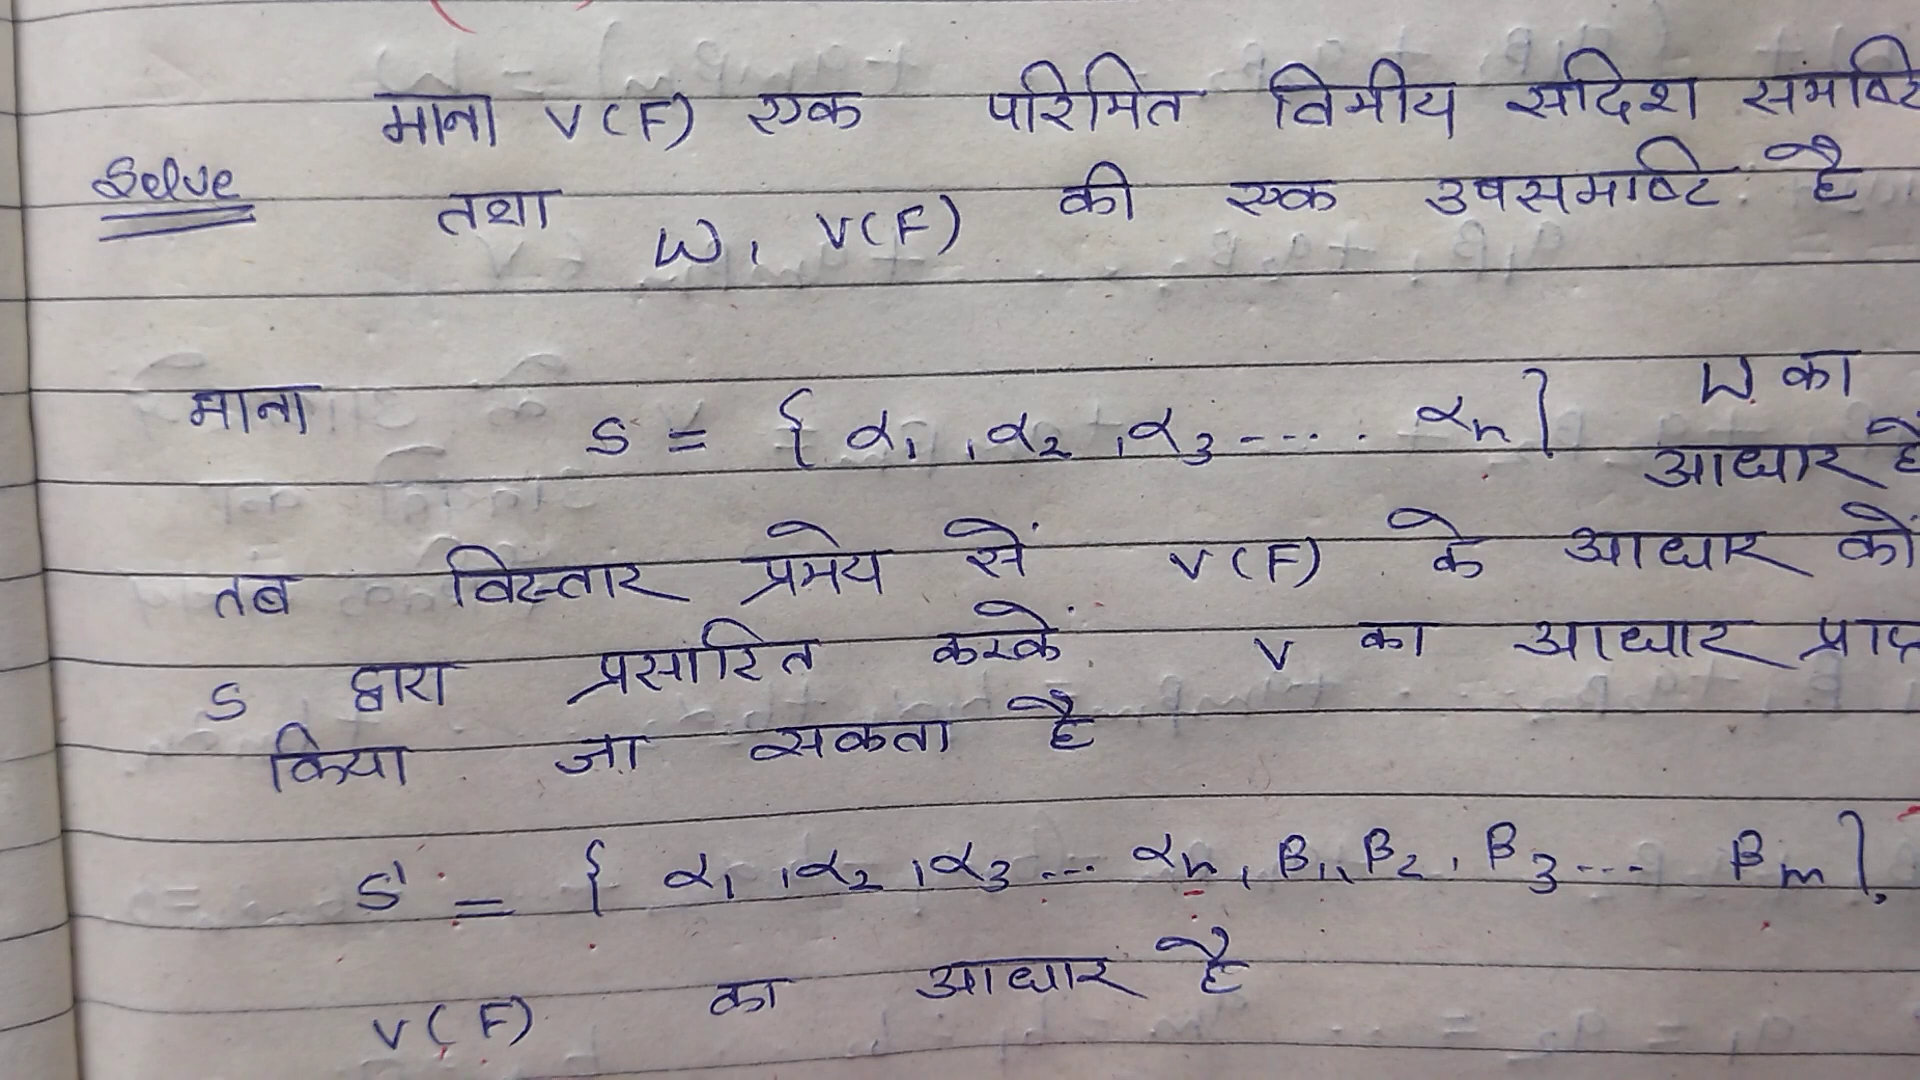 माना V(F) एक परिमित विमीय सदिश समष्टि
Solve तथा W, V(F) की एक उपसमष्टि है
माना S = { α1, α2, α3 ---- αn } W का
आधार है
तब विस्तार प्रमेय सें V(F) के आधार कों
S द्वारा प्रसारित करकें V का आधार प्राप्त
किया जा सकता है
S' = { α1, α2, α3 --- αn, β1, β2, β3 --- βm }
V(F) का आधार है